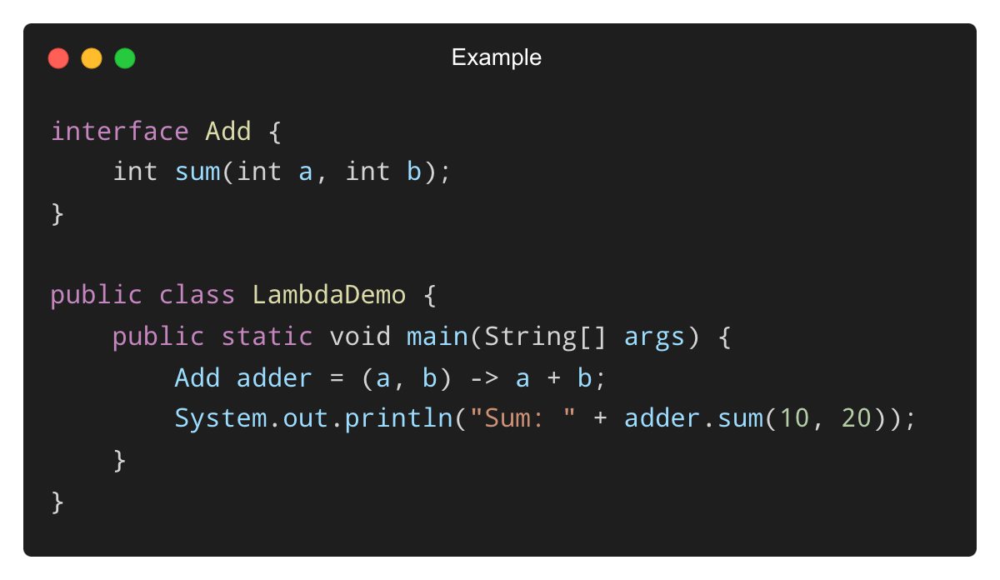 Example
interface Add {
    int sum(int a, int b);
}

public class LambdaDemo {
    public static void main(String[] args) {
        Add adder = (a, b) -> a + b;
        System.out.println("Sum: " + adder.sum(10, 20));
    }
}